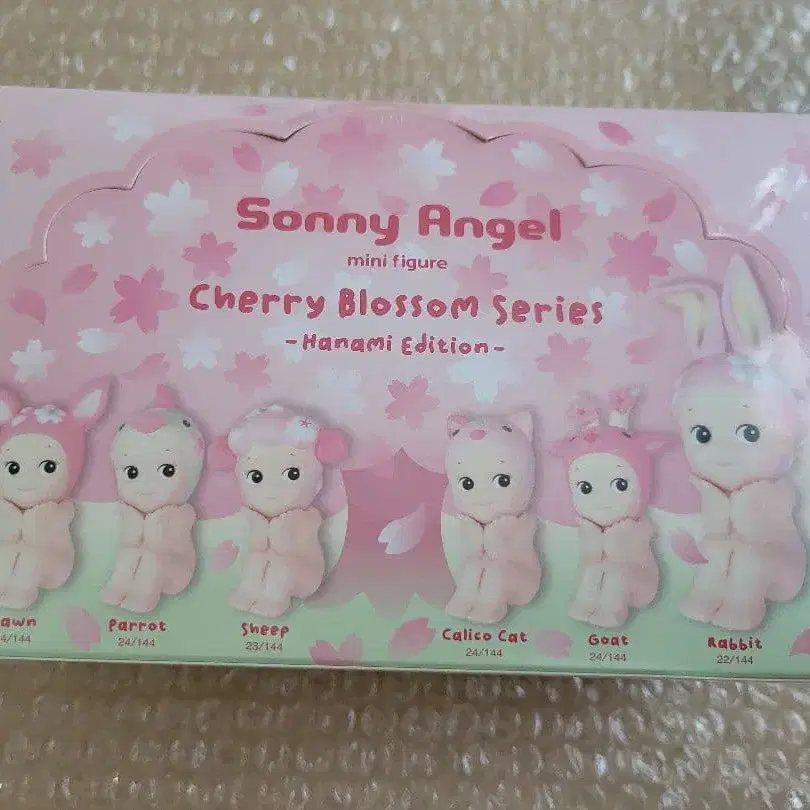 Sonny Angel
mini figure
Cherry Blossom Series
-Hanami Edition-
awn
4/144
Parrot
24/144
Sheep
23/144
Calico Cat
24/144
Goat
24/144
Rabbit
22/144